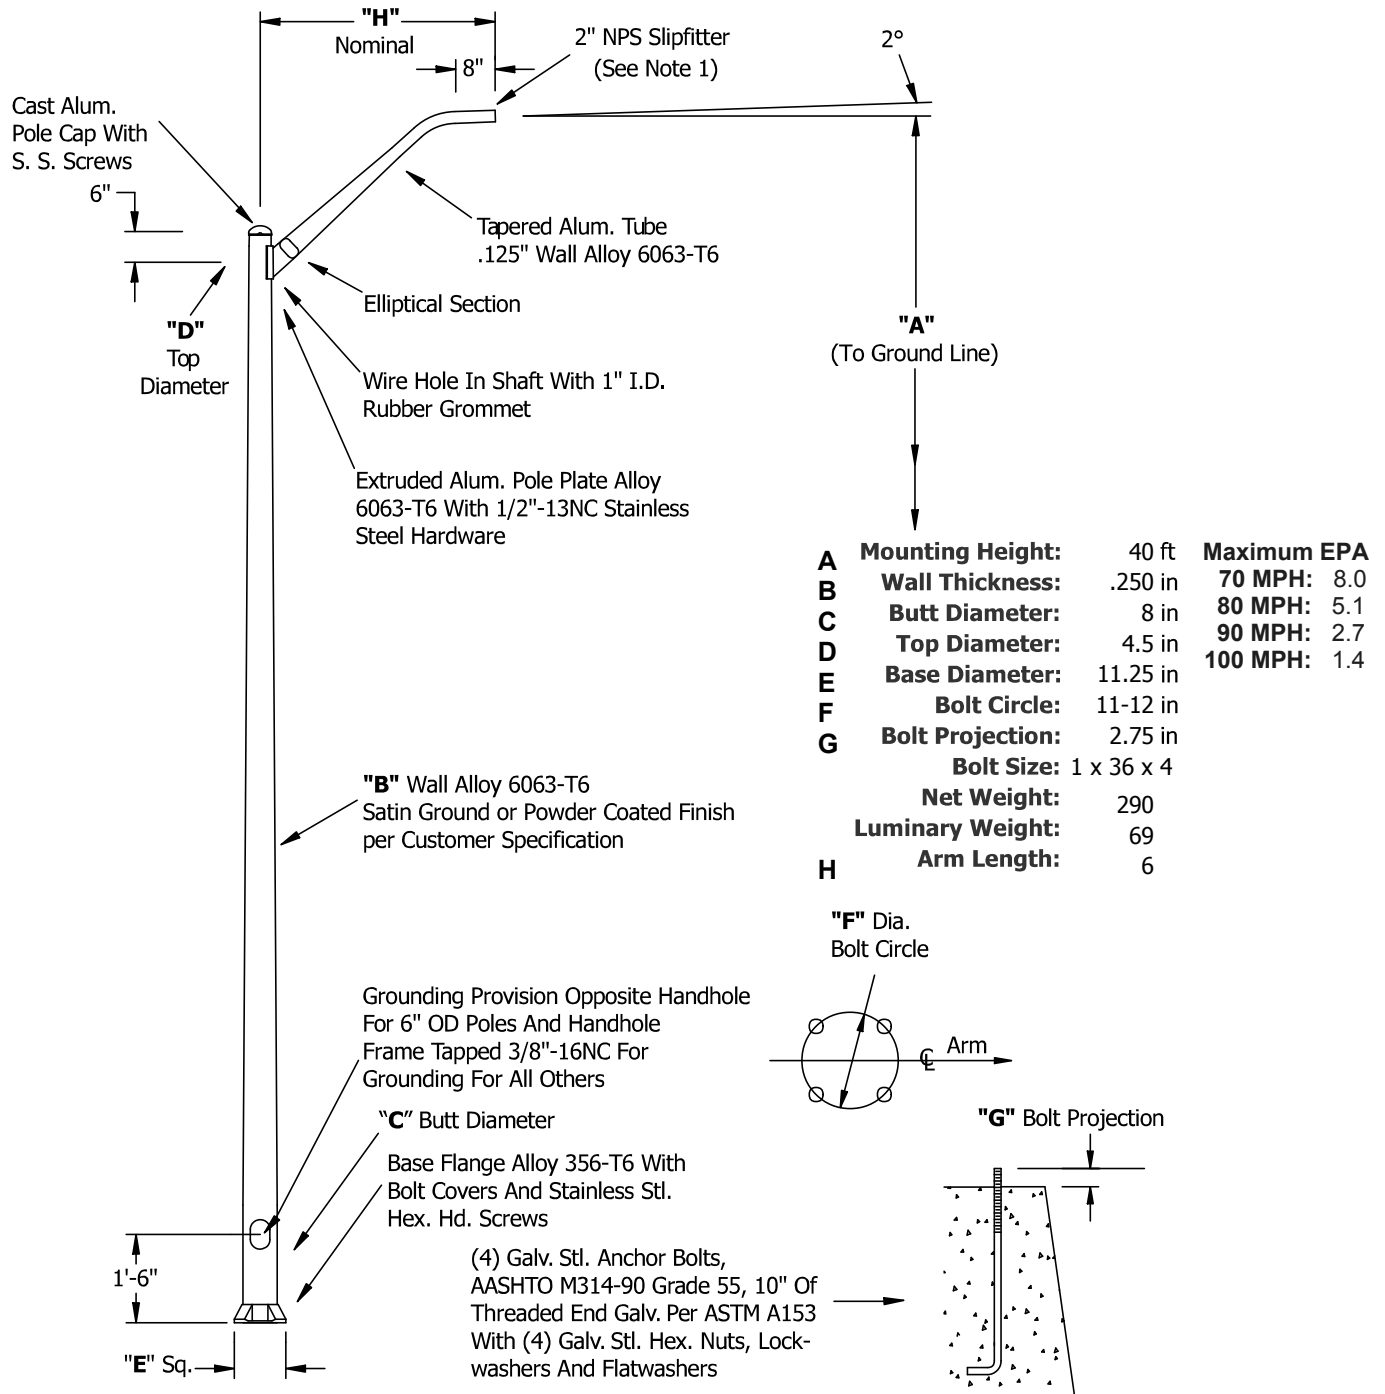 "H"
Nominal
8"
2" NPS Slipfitter
(See Note 1)
2°
Cast Alum.
Pole Cap With
S. S. Screws
6"
Tapered Alum. Tube
.125" Wall Alloy 6063-T6
Elliptical Section
"D"
Top
Diameter
"A"
(To Ground Line)
Wire Hole In Shaft With 1" I.D.
Rubber Grommet
Extruded Alum. Pole Plate Alloy
6063-T6 With 1/2"-13NC Stainless
Steel Hardware
A Mounting Height: 40 ft
B Wall Thickness: .250 in
C Butt Diameter: 8 in
D Top Diameter: 4.5 in
E Base Diameter: 11.25 in
F Bolt Circle: 11-12 in
G Bolt Projection: 2.75 in
Bolt Size: 1 x 36 x 4
Net Weight: 290
Luminary Weight: 69
H Arm Length: 6
Maximum EPA
70 MPH: 8.0
80 MPH: 5.1
90 MPH: 2.7
100 MPH: 1.4
"B" Wall Alloy 6063-T6
Satin Ground or Powder Coated Finish
per Customer Specification
"F" Dia.
Bolt Circle
℄ Arm
Grounding Provision Opposite Handhole
For 6" OD Poles And Handhole
Frame Tapped 3/8"-16NC For
Grounding For All Others
“C” Butt Diameter
Base Flange Alloy 356-T6 With
Bolt Covers And Stainless Stl.
Hex. Hd. Screws
"G" Bolt Projection
1'-6"
"E" Sq.
(4) Galv. Stl. Anchor Bolts,
AASHTO M314-90 Grade 55, 10" Of
Threaded End Galv. Per ASTM A153
With (4) Galv. Stl. Hex. Nuts, Lock-
washers And Flatwashers